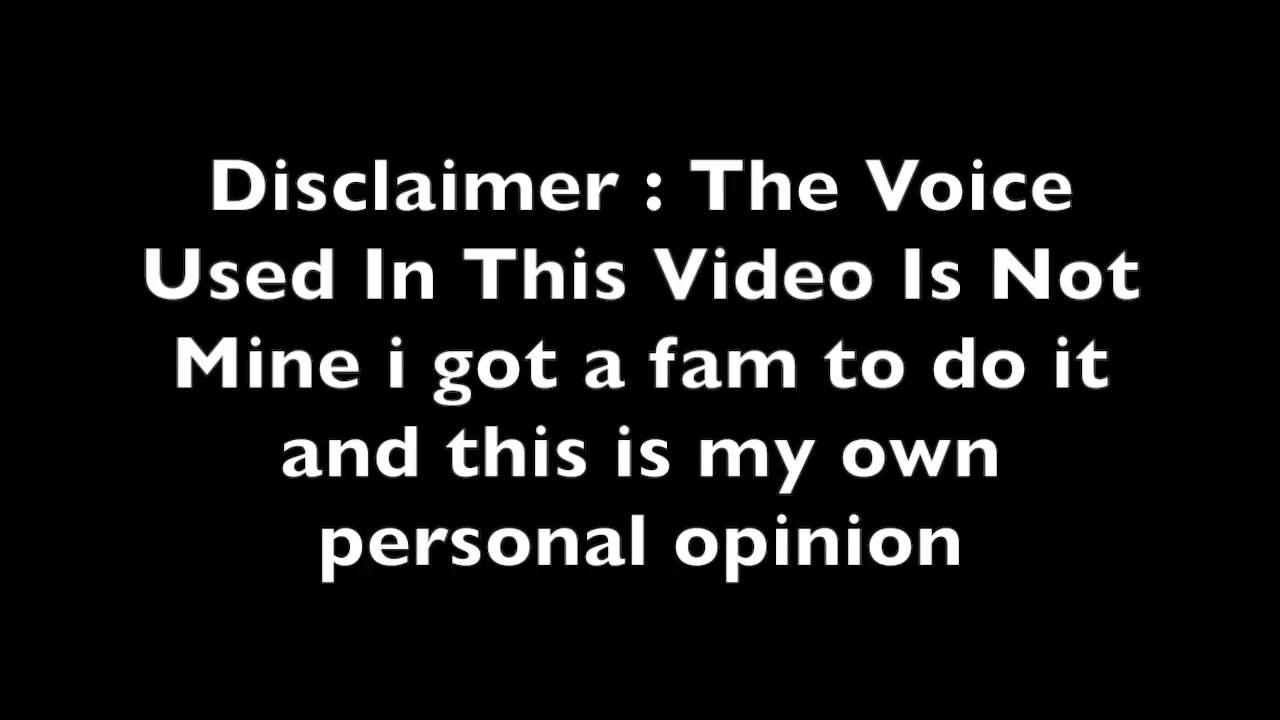 Disclaimer : The Voice
Used In This Video Is Not
Mine i got a fam to do it
and this is my own
personal opinion